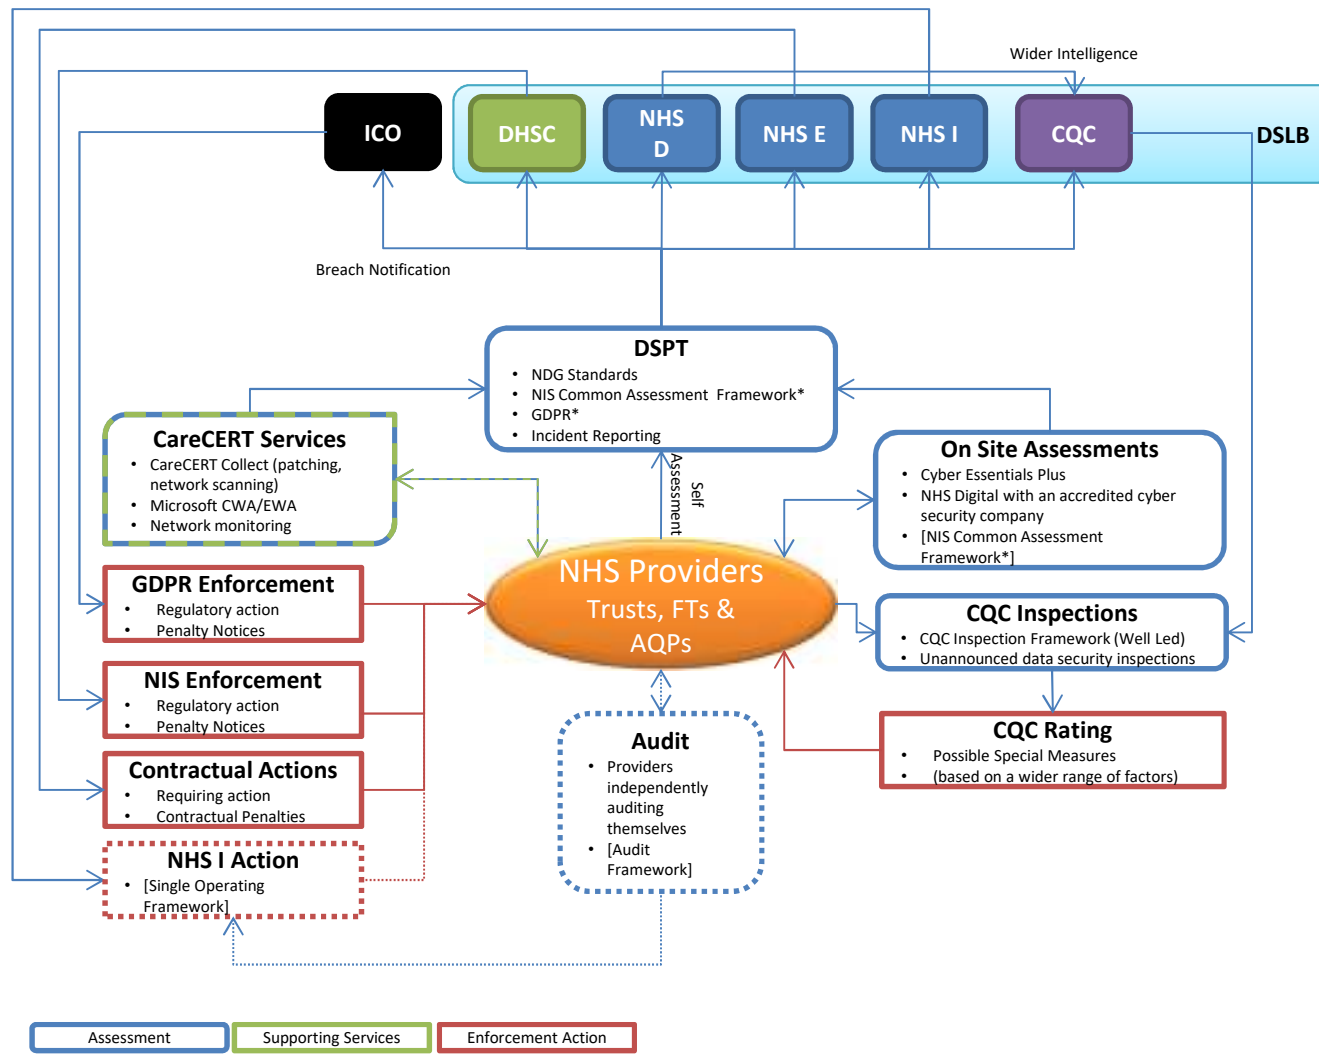 Wider Intelligence
ICO
DHSC
NHS
D
NHS E
NHS I
CQC
DSLB
Breach Notification
DSPT
• NDG Standards
• NIS Common Assessment Framework*
• GDPR*
• Incident Reporting
CareCERT Services
• CareCERT Collect (patching,
network scanning)
• Microsoft CWA/EWA
• Network monitoring
Self
Assessment
On Site Assessments
• Cyber Essentials Plus
• NHS Digital with an accredited cyber
security company
• [NIS Common Assessment
Framework*]
NHS Providers
Trusts, FTs &
AQPs
GDPR Enforcement
• Regulatory action
• Penalty Notices
CQC Inspections
• CQC Inspection Framework (Well Led)
• Unannounced data security inspections
NIS Enforcement
• Regulatory action
• Penalty Notices
CQC Rating
• Possible Special Measures
• (based on a wider range of factors)
Audit
• Providers
independently
auditing
themselves
• [Audit
Framework]
Contractual Actions
• Requiring action
• Contractual Penalties
NHS I Action
• [Single Operating
Framework]
Assessment
Supporting Services
Enforcement Action